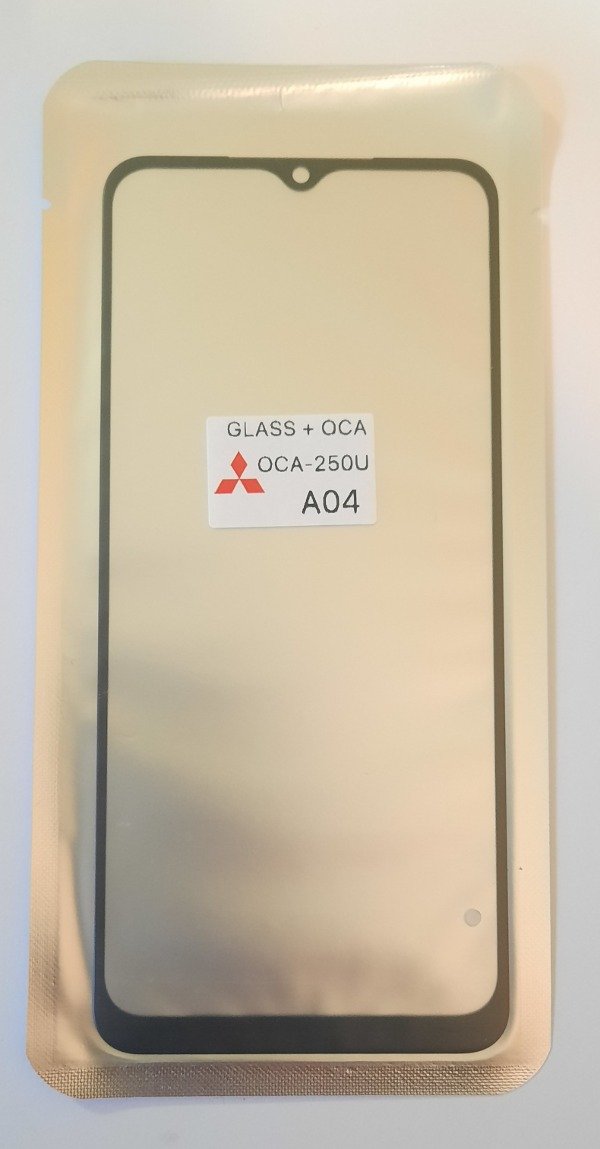 GLASS + OCA
OCA-250U
A04